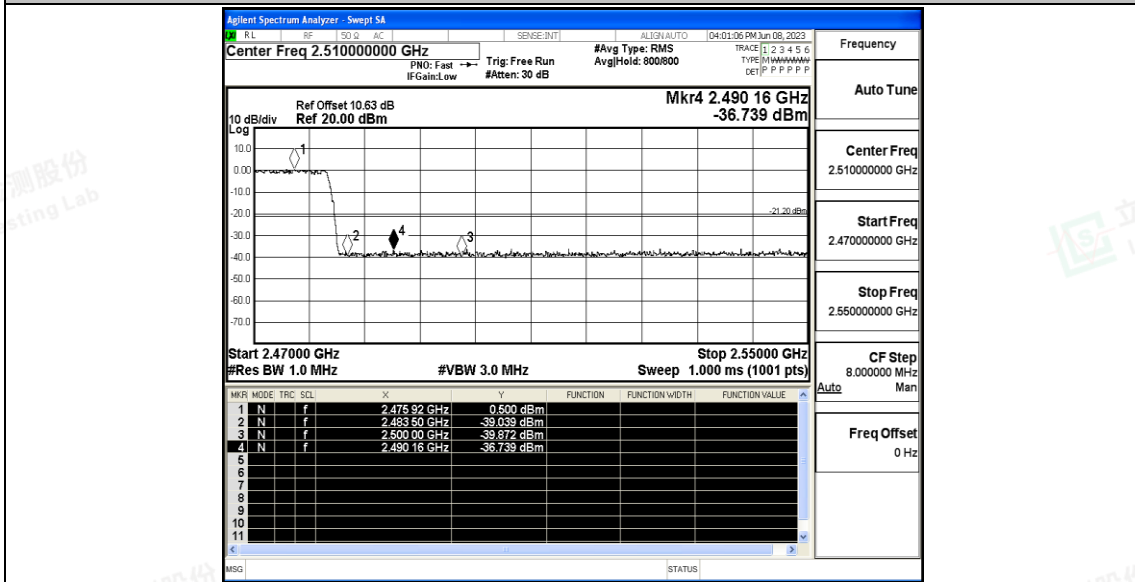 Agilent Spectrum Analyzer - Swept SA
LXI RL RF 50 Ω AC SENSE:INT ALIGN AUTO 04:01:06 PM Jun 08, 2023
Center Freq 2.510000000 GHz
#Avg Type: RMS
TRACE 1 2 3 4 5 6
PNO: Fast
Trig: Free Run
Avg|Hold: 800/800
TYPE MWWWWW
IFGain:Low
#Atten: 30 dB
DET P P P P P P
Ref Offset 10.63 dB
Mkr4 2.490 16 GHz
10 dB/div Ref 20.00 dBm
-36.739 dBm
Log
10.0
0.00
-10.0
-20.0
-30.0
-40.0
-50.0
-60.0
-70.0
1
2
4
3
-21.20 dBm
Start 2.47000 GHz
Stop 2.55000 GHz
#Res BW 1.0 MHz
#VBW 3.0 MHz
Sweep 1.000 ms (1001 pts)
MKR MODE TRC SCL X Y FUNCTION FUNCTION WIDTH FUNCTION VALUE
1 N f 2.475 92 GHz 0.500 dBm
2 N f 2.483 50 GHz -39.039 dBm
3 N f 2.500 00 GHz -39.872 dBm
4 N f 2.490 16 GHz -36.739 dBm
5
6
7
8
9
10
11
MSG
STATUS
Frequency
Auto Tune
Center Freq
2.510000000 GHz
Start Freq
2.470000000 GHz
Stop Freq
2.550000000 GHz
CF Step
8.000000 MHz
Auto Man
Freq Offset
0 Hz
测股份
sting Lab
立